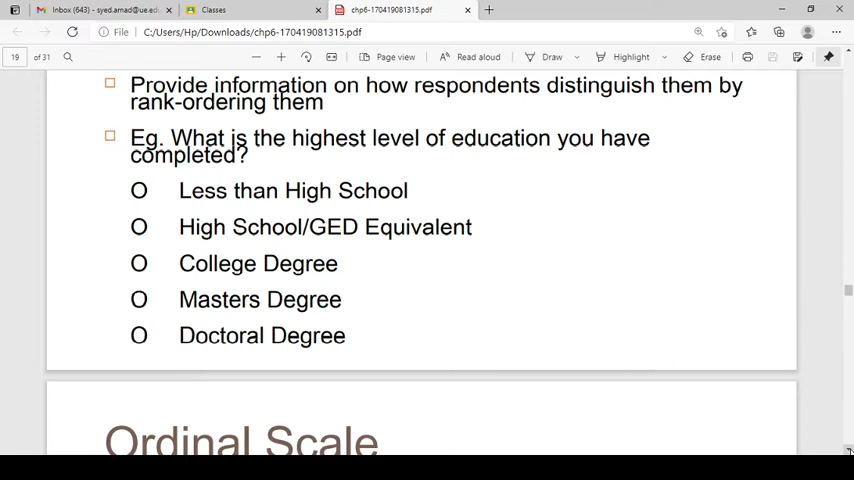 Inbox (643) - syed.amad@ue.ed
Classes
chp6-170419081315.pdf
File
C:/Users/Hp/Downloads/chp6-170419081315.pdf
19 of 31
Page view
Read aloud
Draw
Highlight
Erase
Provide information on how respondents distinguish them by
rank-ordering them
Eg. What is the highest level of education you have
completed?
O Less than High School
O High School/GED Equivalent
O College Degree
O Masters Degree
O Doctoral Degree
Ordinal Scale